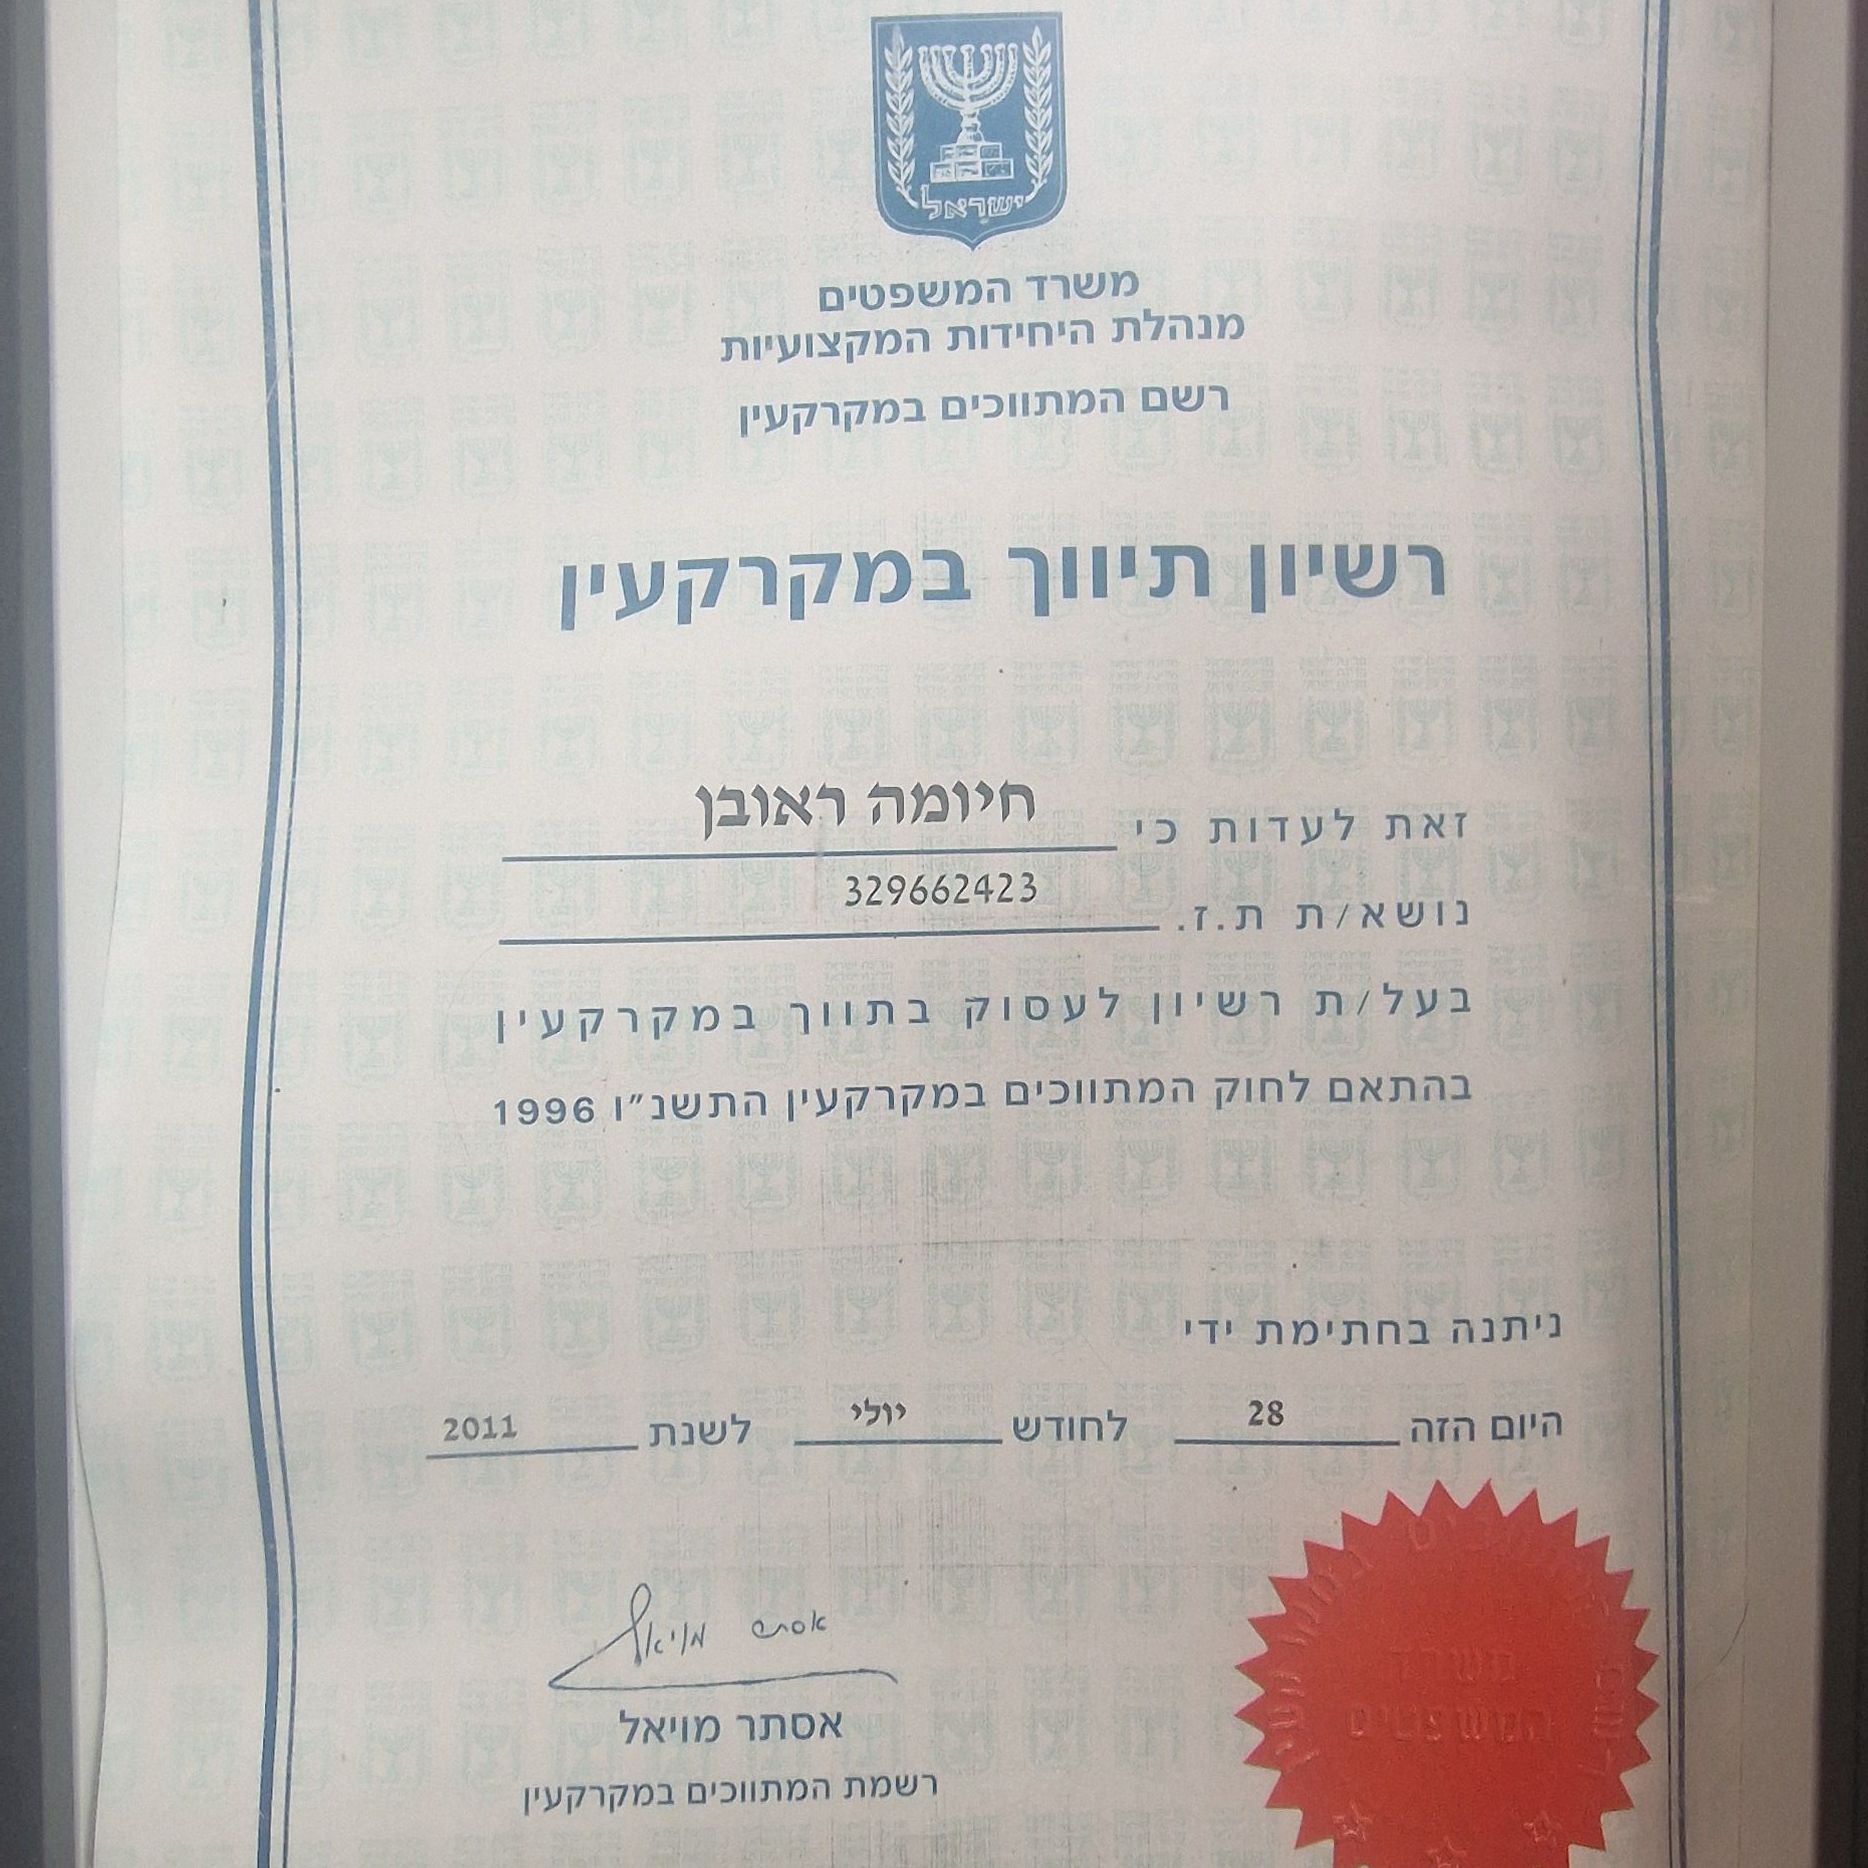 ישראל
משרד המשפטים
מנהלת היחידות המקצועיות
רשם המתווכים במקרקעין
רשיון תיווך במקרקעין
זאת לעדות כי חיומה ראובן
נושא/ת ת.ז. 329662423
בעל/ת רשיון לעסוק בתווך במקרקעין
בהתאם לחוק המתווכים במקרקעין התשנ"ו 1996
ניתנה בחתימת ידי
היום הזה 28 לחודש יולי לשנת 2011
אסתר מויאל
אסתר מויאל
רשמת המתווכים במקרקעין
משרד
המשפטים